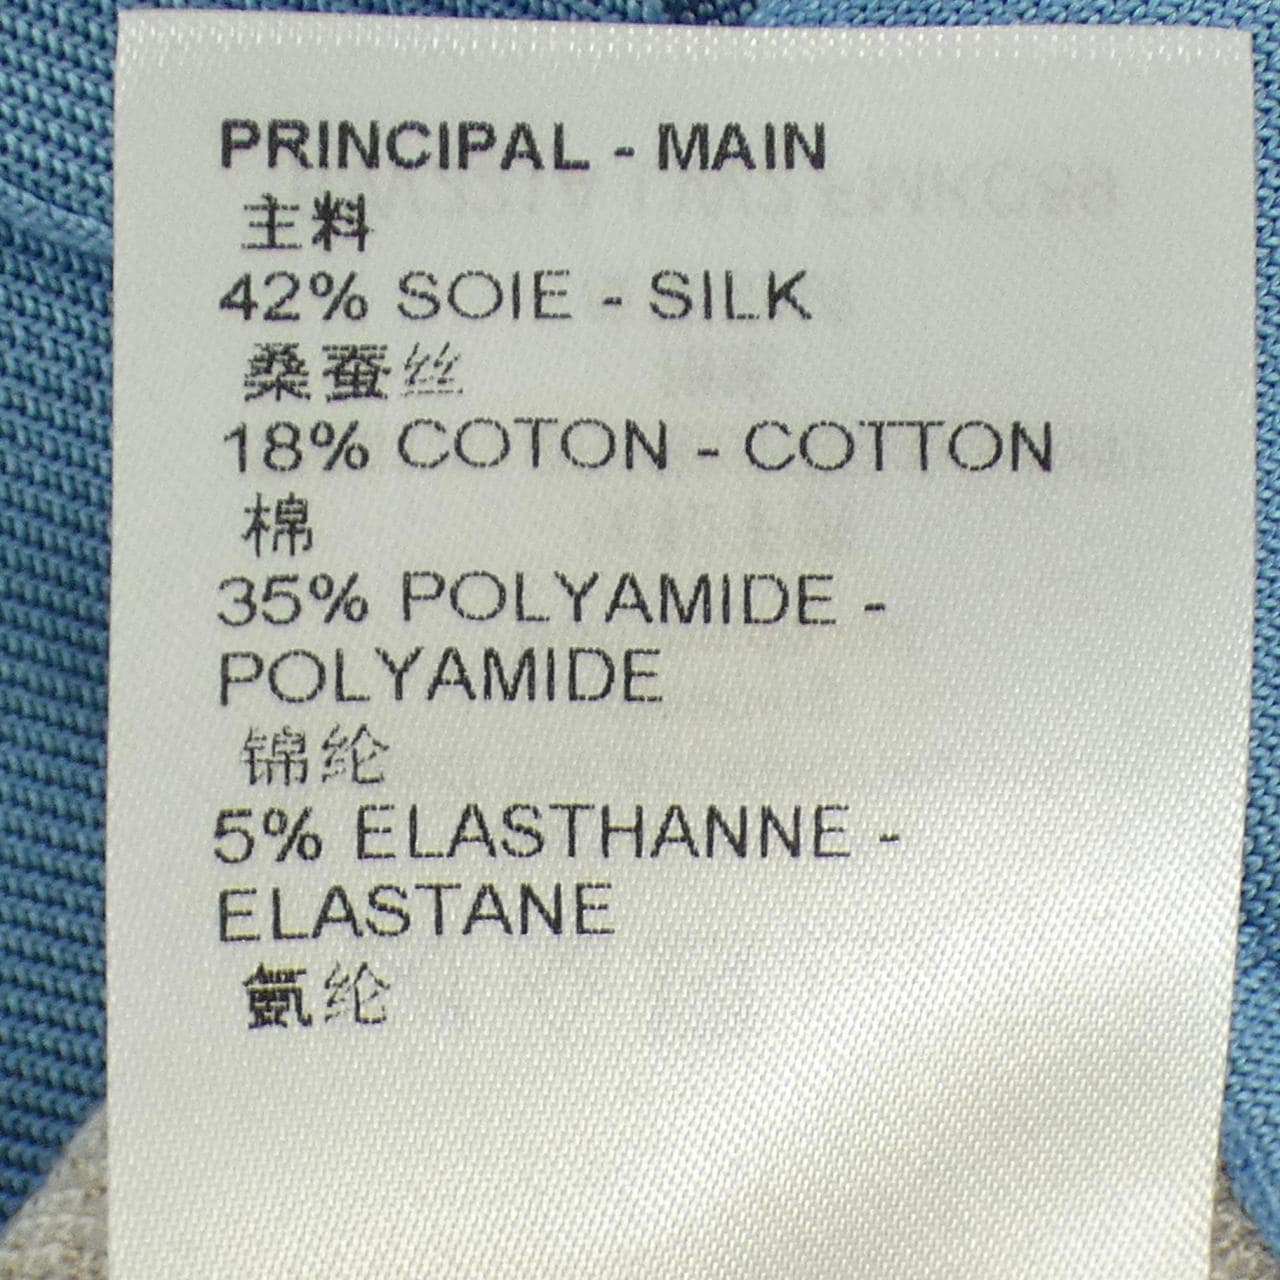 PRINCIPAL - MAIN
主料
42% SOIE - SILK
桑蚕丝
18% COTON - COTTON
棉
35% POLYAMIDE -
POLYAMIDE
锦纶
5% ELASTHANNE -
ELASTANE
氨纶